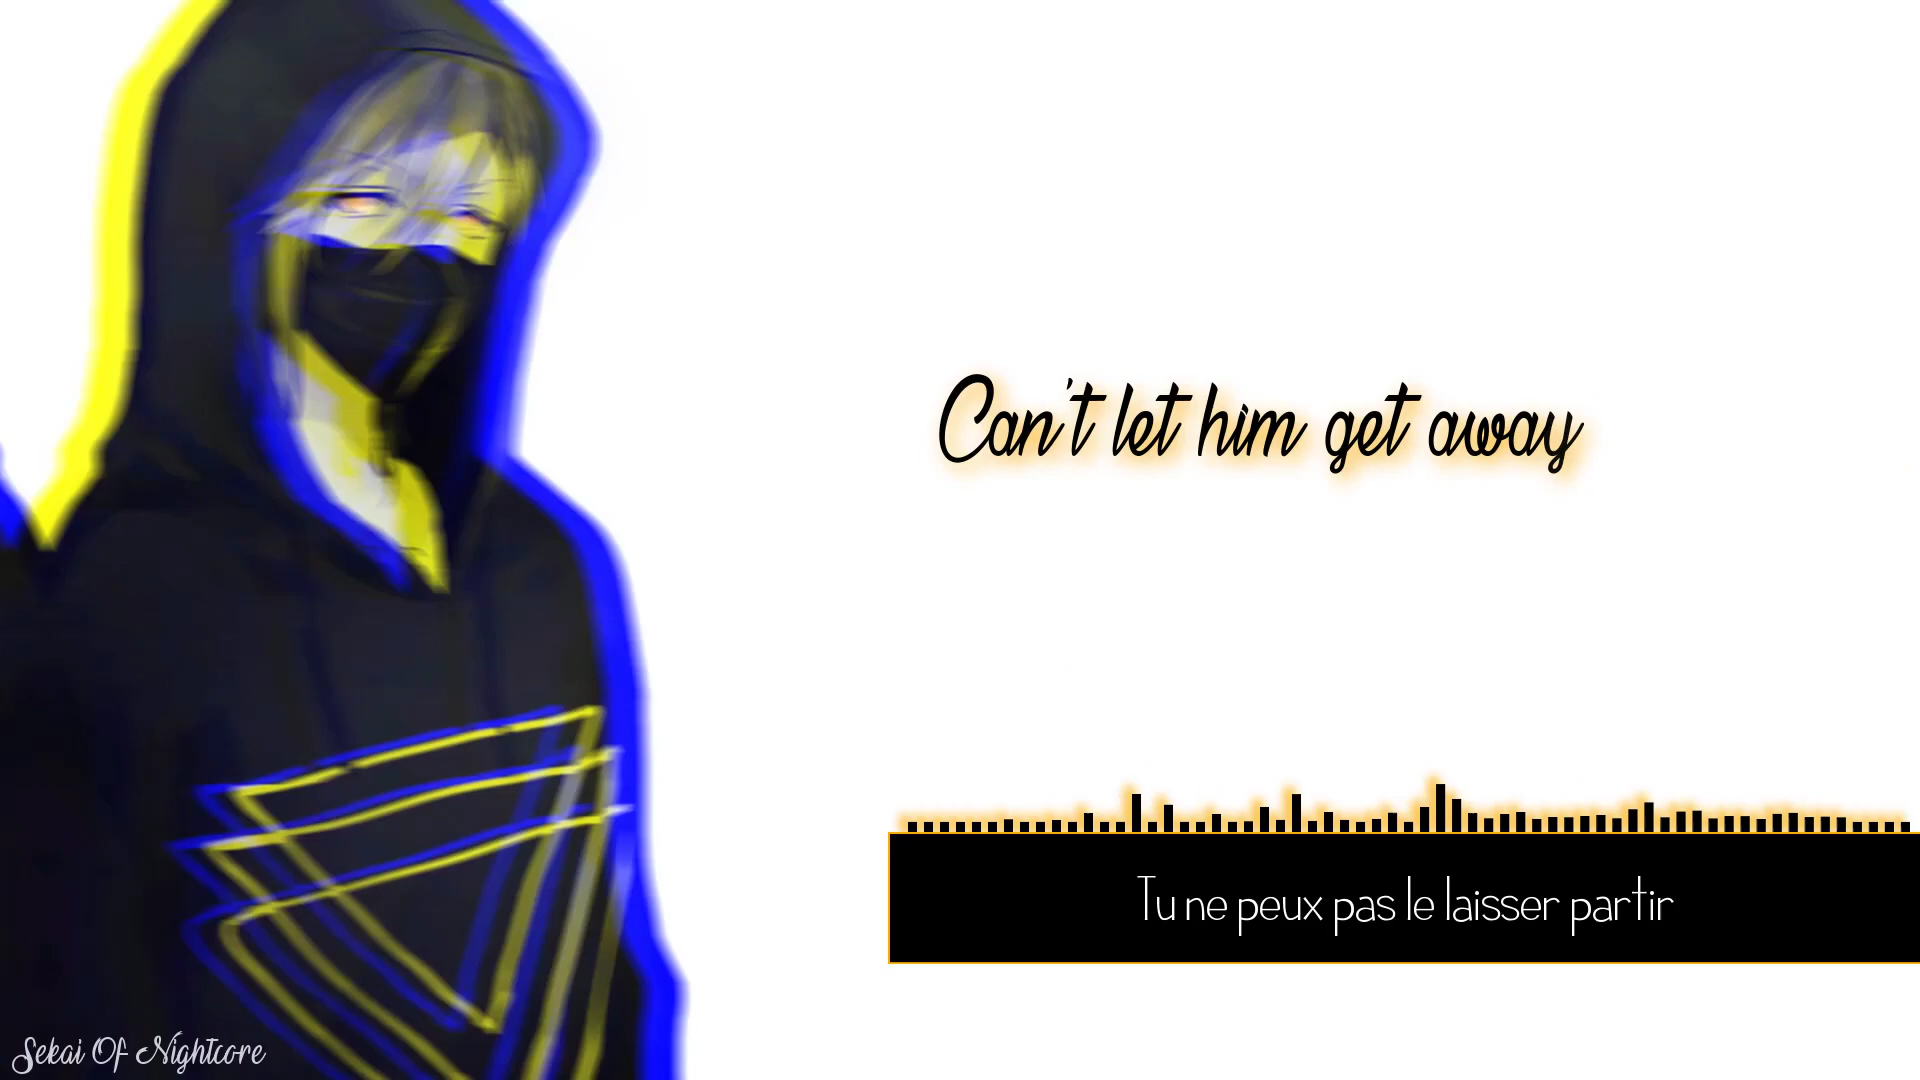 Can't let him get away
Tu ne peux pas le laisser partir
Sekai Of Nightcore